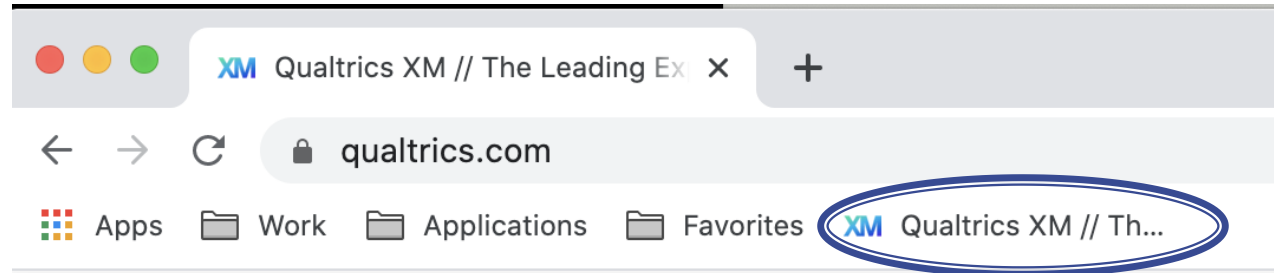 XM Qualtrics XM // The Leading Ex
qualtrics.com
Apps Work Applications Favorites XM Qualtrics XM // Th...